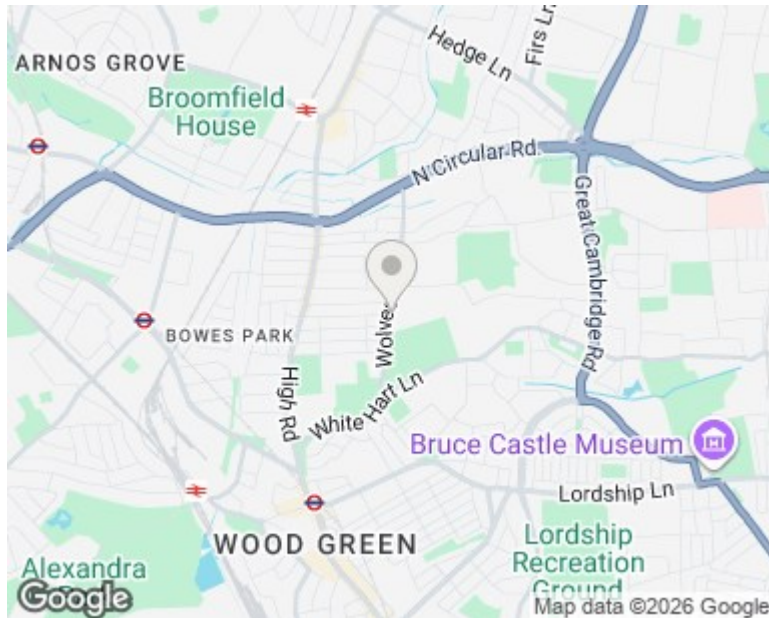 Hedge Ln
Firs Ln
ARNOS GROVE
Broomfield
House
N Circular Rd.
Great Cambridge Rd
BOWES PARK
High Rd
White Hart Ln
Bruce Castle Museum
Lordship Ln
WOOD GREEN
Lordship
Recreation
Ground
Alexandra
Google
Map data ©2026 Google